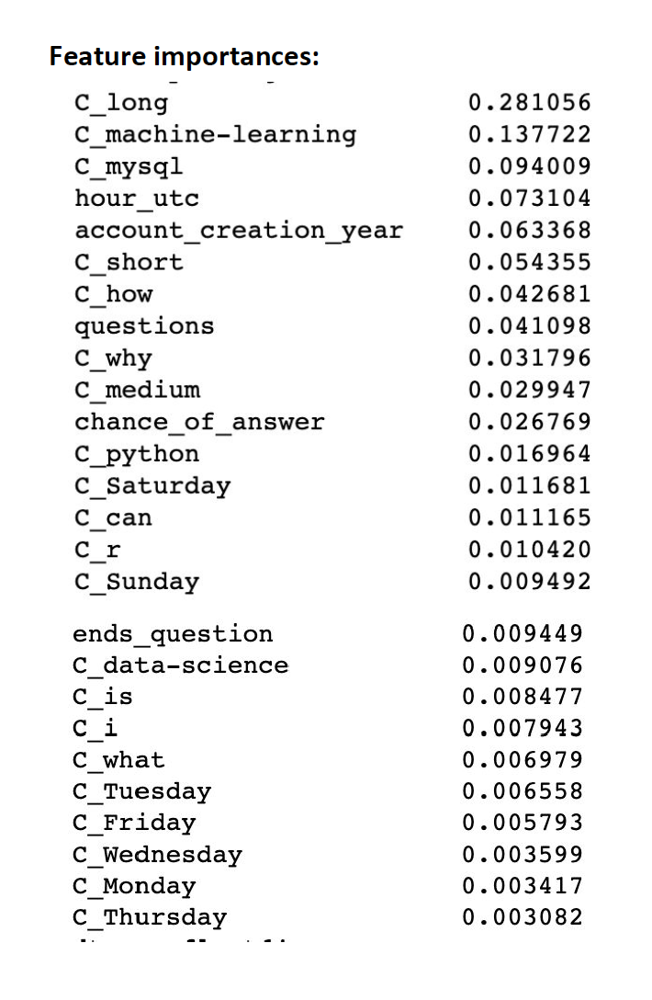 Feature importances:
C_long 0.281056
C_machine-learning 0.137722
C_mysql 0.094009
hour_utc 0.073104
account_creation_year 0.063368
C_short 0.054355
C_how 0.042681
questions 0.041098
C_why 0.031796
C_medium 0.029947
chance_of_answer 0.026769
C_python 0.016964
C_Saturday 0.011681
C_can 0.011165
C_r 0.010420
C_Sunday 0.009492
ends_question 0.009449
C_data-science 0.009076
C_is 0.008477
C_i 0.007943
C_what 0.006979
C_Tuesday 0.006558
C_Friday 0.005793
C_Wednesday 0.003599
C_Monday 0.003417
C_Thursday 0.003082